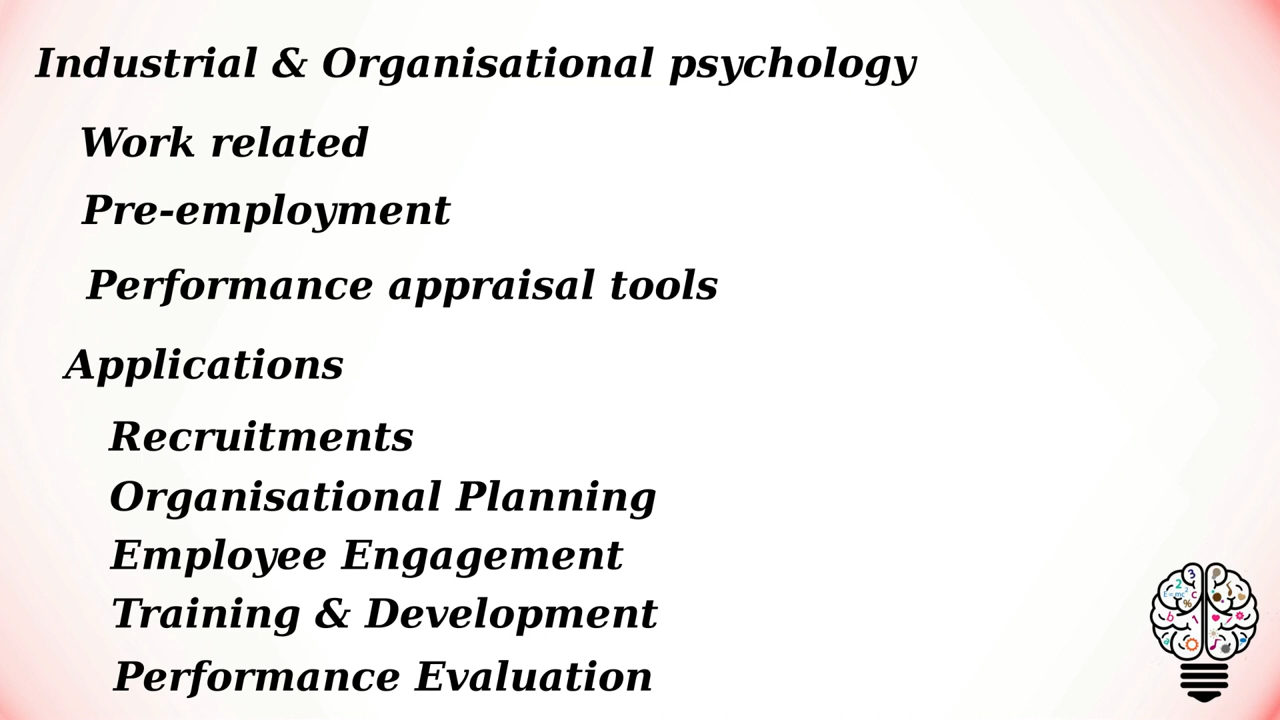 Industrial & Organisational psychology
Work related
Pre-employment
Performance appraisal tools
Applications
Recruitments
Organisational Planning
Employee Engagement
Training & Development
Performance Evaluation